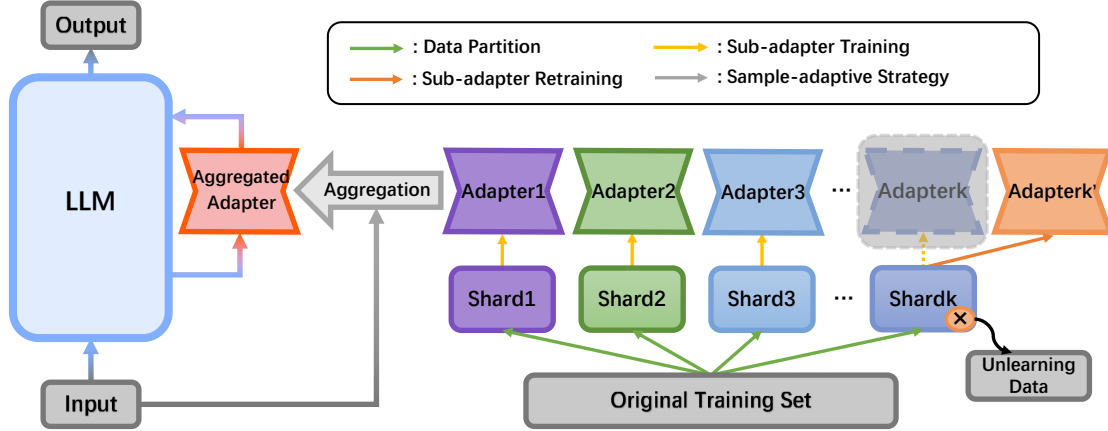 Output
: Data Partition
: Sub-adapter Training
: Sub-adapter Retraining
: Sample-adaptive Strategy
LLM
Aggregated
Adapter
Aggregation
Adapter1
Adapter2
Adapter3
...
Adapterk
Adapterk'
Shard1
Shard2
Shard3
...
Shardk
Unlearning
Data
Input
Original Training Set